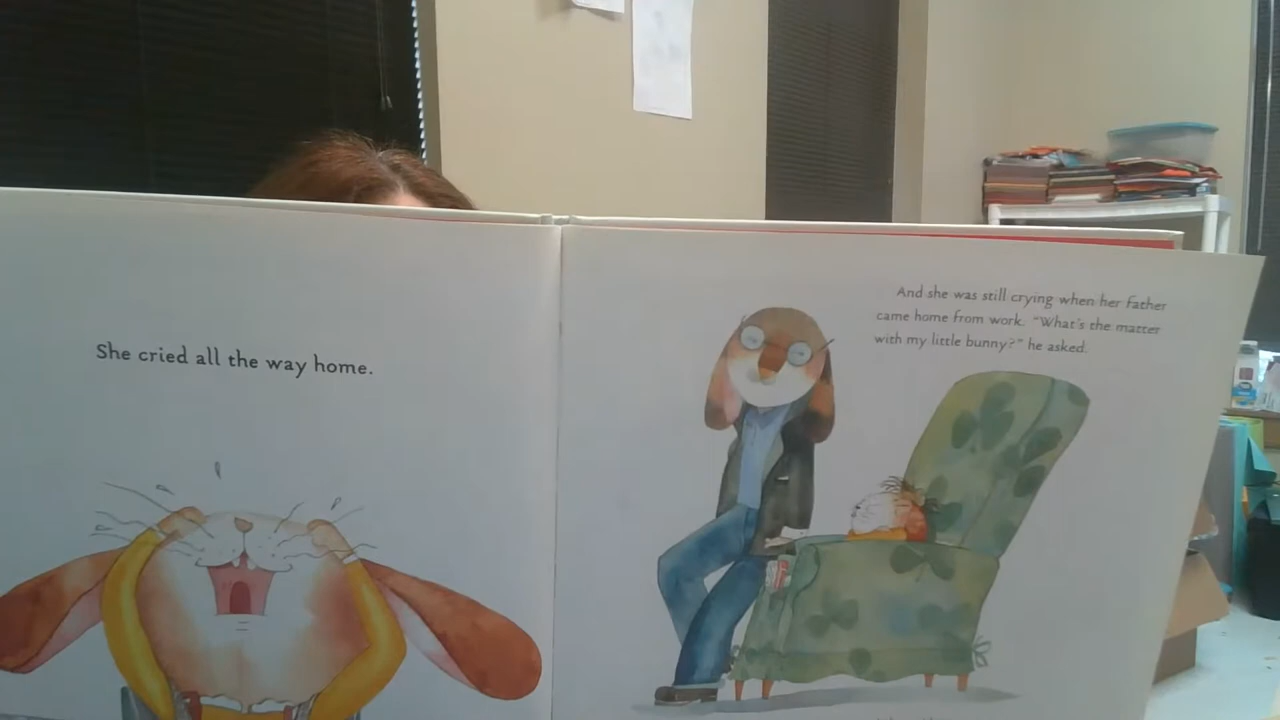 She cried all the way home.
And she was still crying when her father
came home from work. "What's the matter
with my little bunny?" he asked.